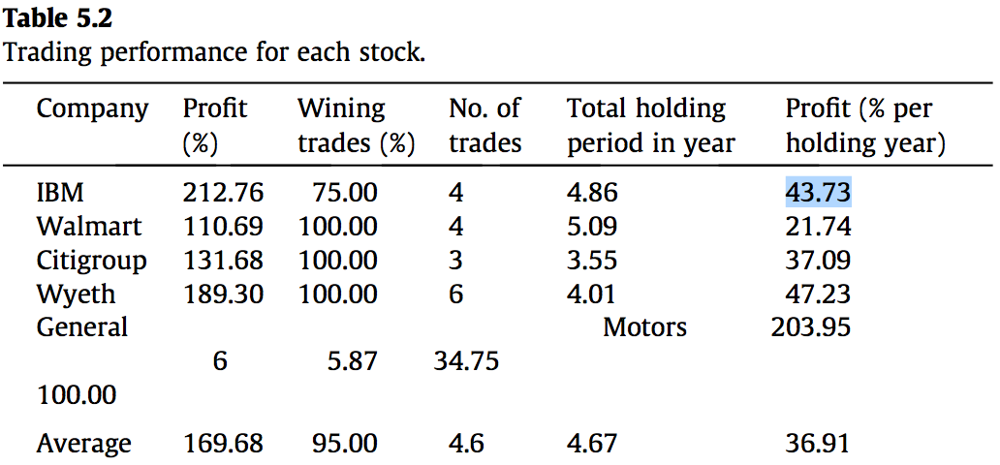 Table 5.2
Trading performance for each stock.
Company Profit (%) Wining trades (%) No. of trades Total holding period in year Profit (% per holding year)
IBM 212.76 75.00 4 4.86 43.73
Walmart 110.69 100.00 4 5.09 21.74
Citigroup 131.68 100.00 3 3.55 37.09
Wyeth 189.30 100.00 6 4.01 47.23
General Motors 203.95
6 5.87 34.75
100.00
Average 169.68 95.00 4.6 4.67 36.91